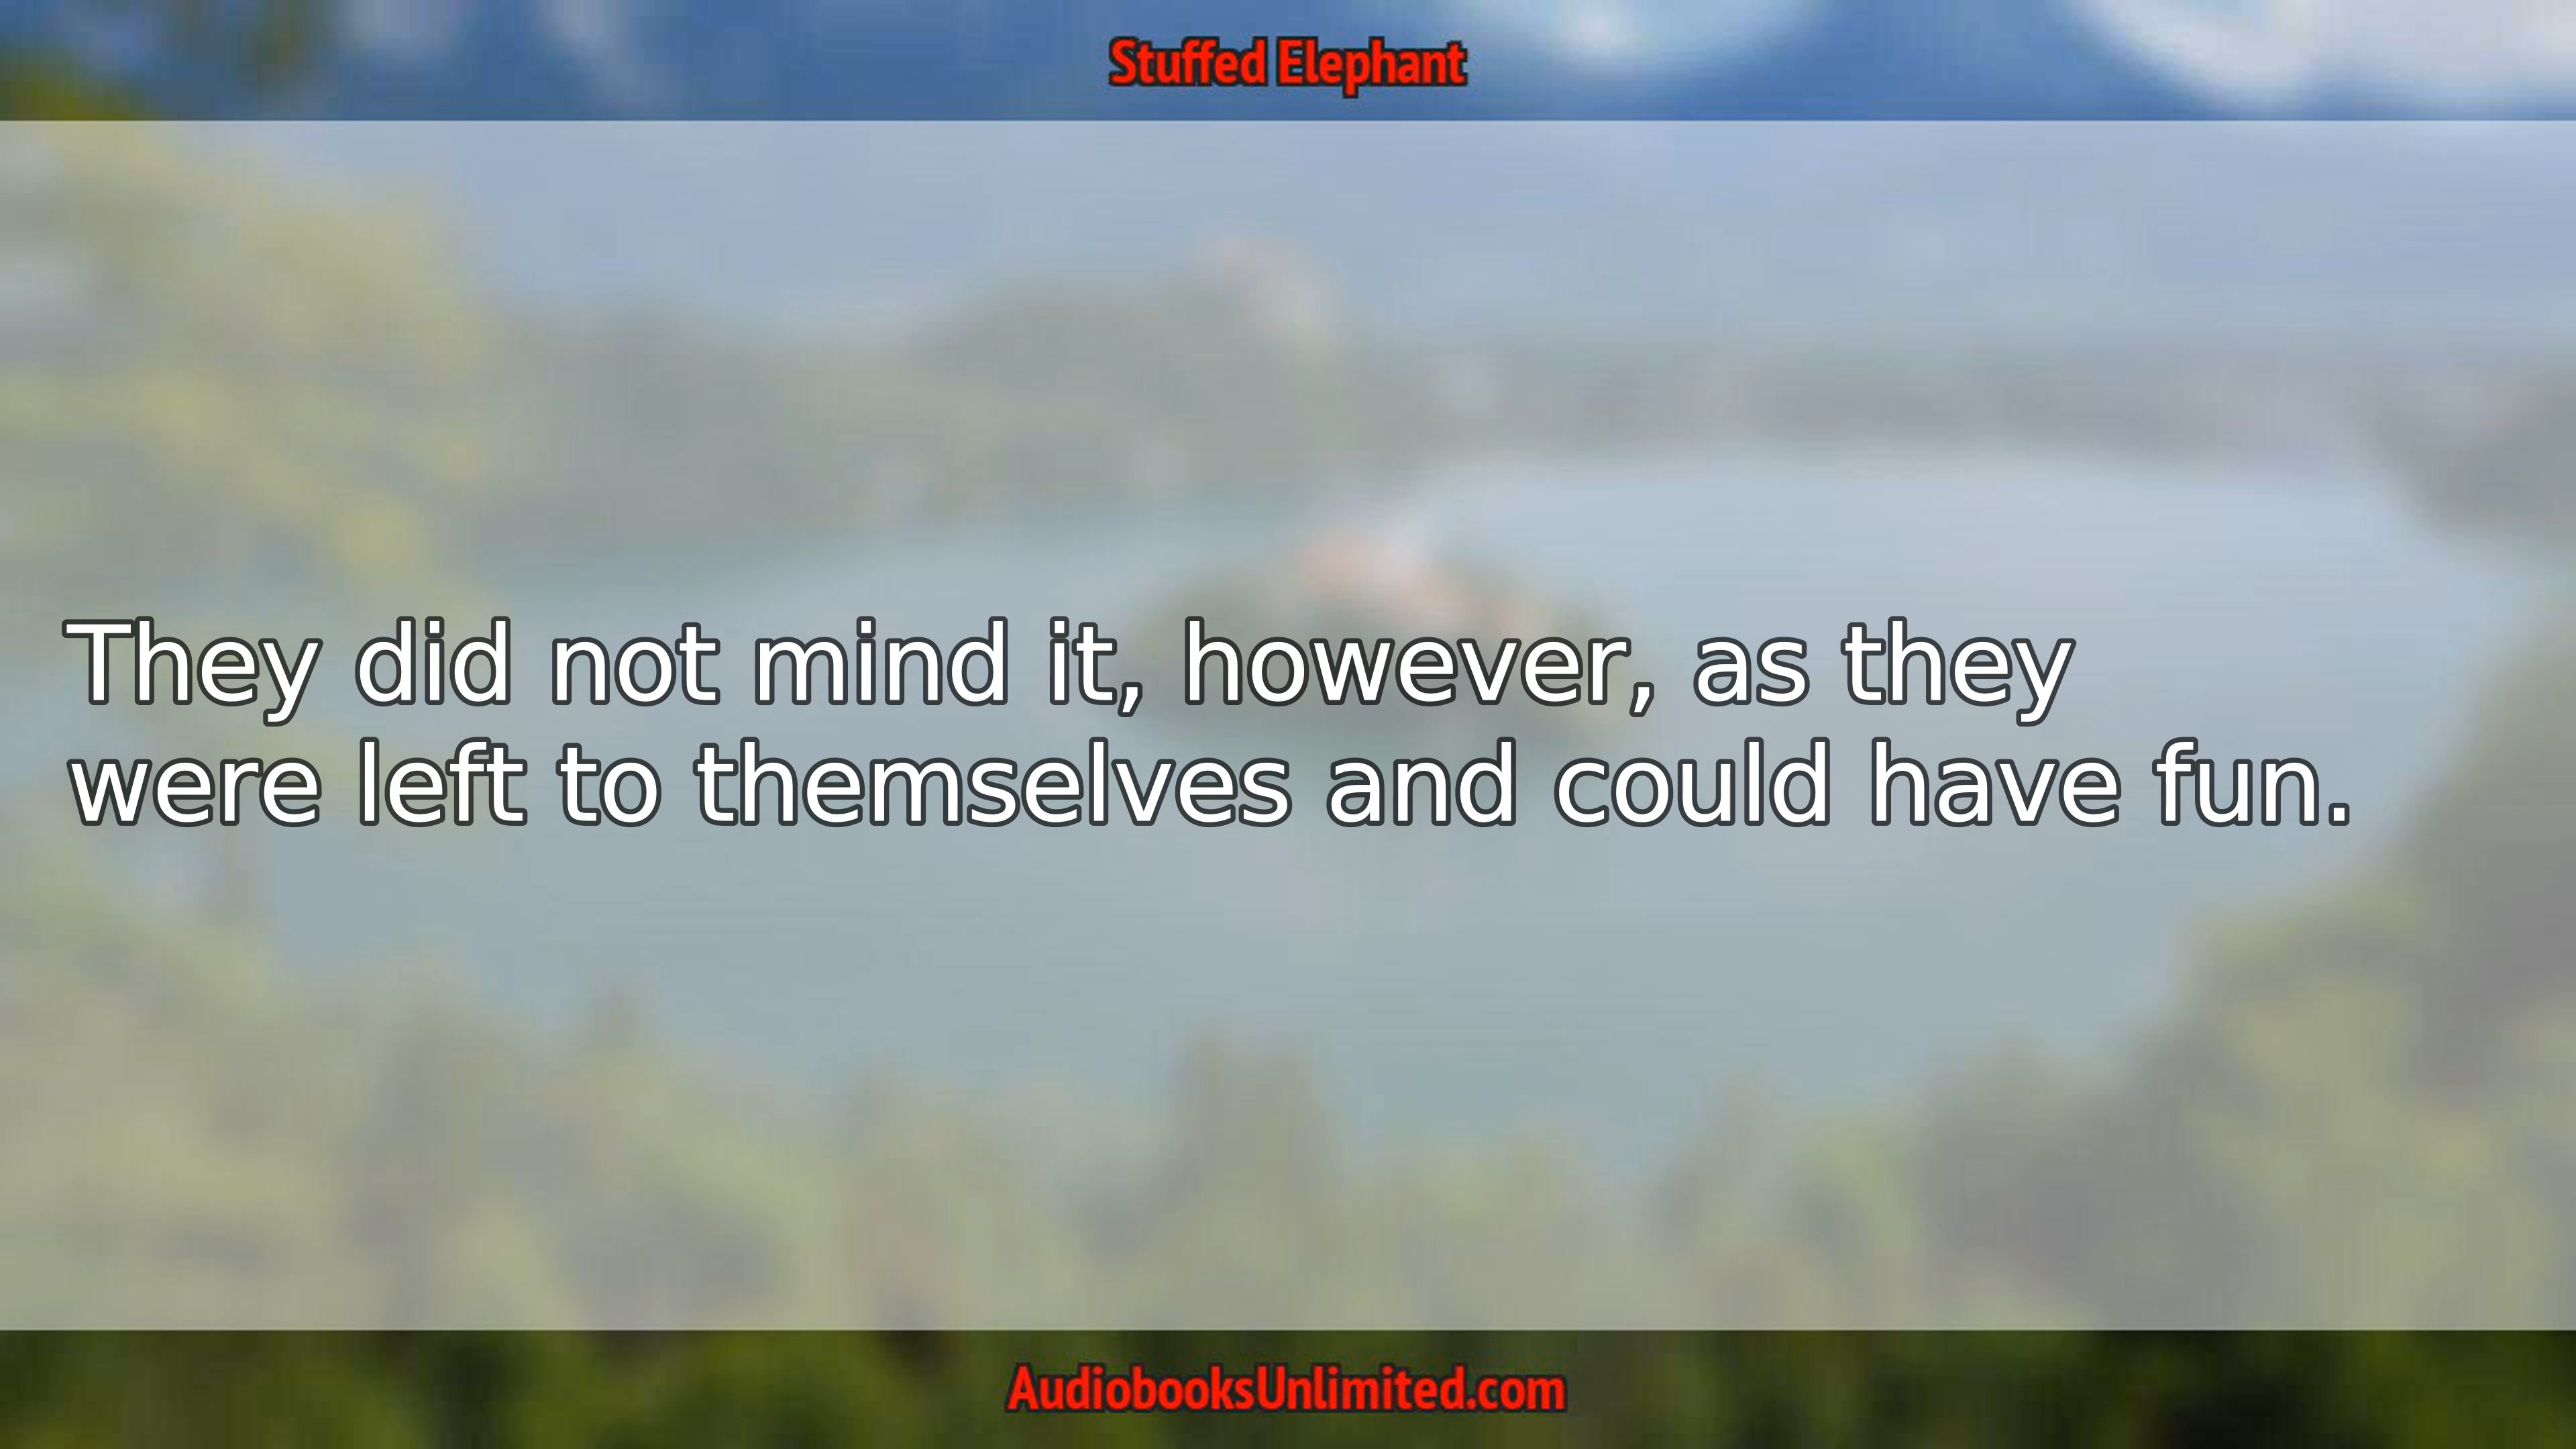 Stuffed Elephant
They did not mind it, however, as they
were left to themselves and could have fun.
AudiobooksUnlimited.com